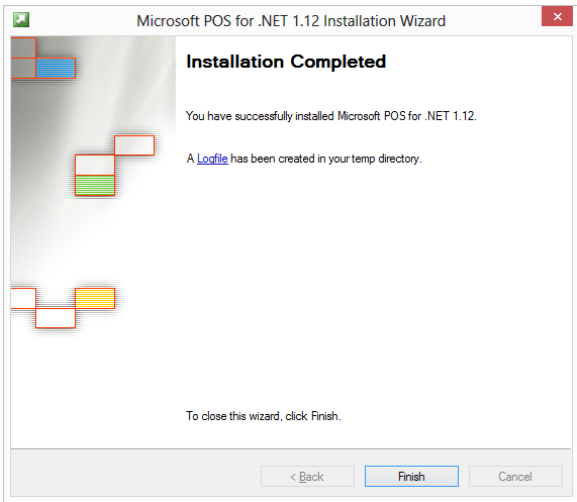 Microsoft POS for .NET 1.12 Installation Wizard
Installation Completed
You have successfully installed Microsoft POS for .NET 1.12.
A Logfile has been created in your temp directory.
To close this wizard, click Finish.
< Back
Finish
Cancel